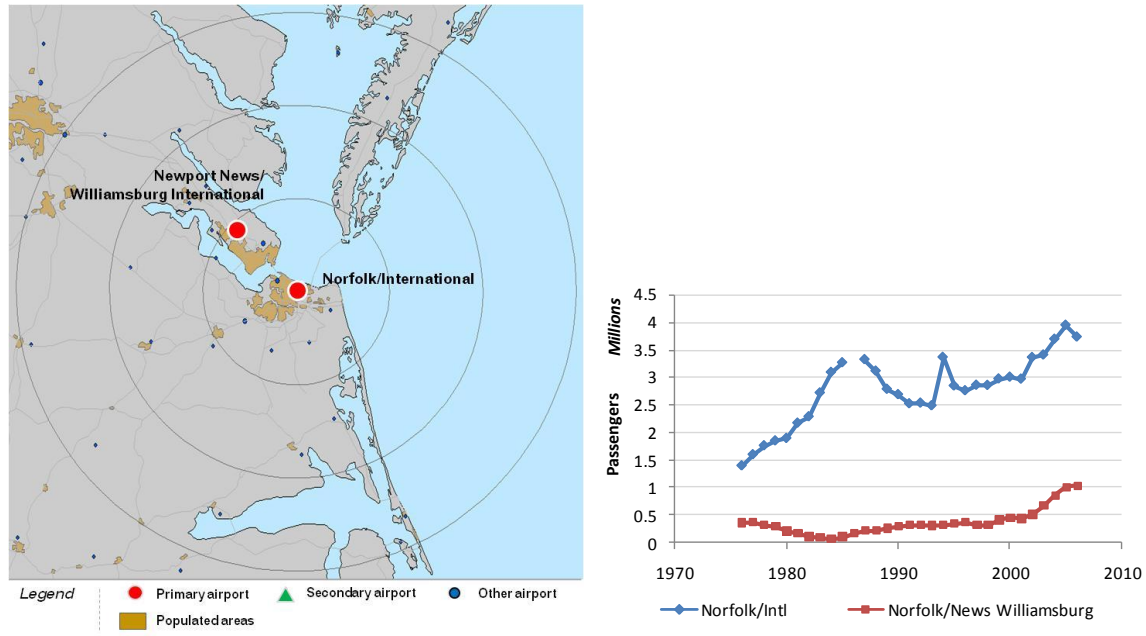 Newport News/
Williamsburg International
Norfolk/International
Legend
Primary airport
Secondary airport
Other airport
Populated areas
Passengers Millions
4.5
4
3.5
3
2.5
2
1.5
1
0.5
0
1970 1980 1990 2000 2010
Norfolk/Intl
Norfolk/News Williamsburg